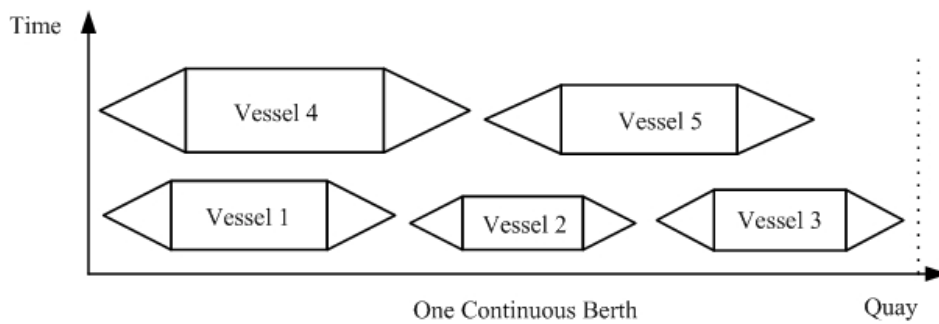 Time
Vessel 4
Vessel 5
Vessel 1
Vessel 2
Vessel 3
One Continuous Berth
Quay